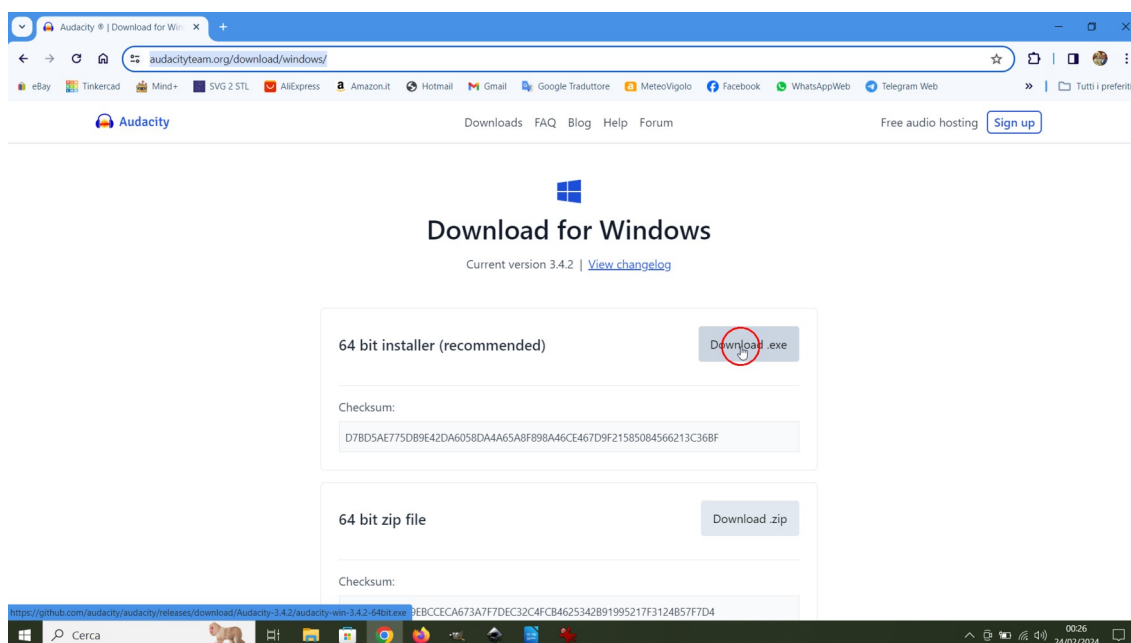 Audacity ® | Download for Win
audacityteam.org/download/windows/
eBay Tinkercad Mind+ SVG 2 STL AliExpress Amazon.it Hotmail Gmail Google Traduttore MeteoVigolo Facebook WhatsAppWeb Telegram Web » Tutti i preferiti
Audacity Downloads FAQ Blog Help Forum Free audio hosting Sign up
Download for Windows
Current version 3.4.2 | View changelog
64 bit installer (recommended) Download .exe
Checksum:
D7BD5AE775DB9E42DA6058DA4A65A8F898A46CE467D9F21585084566213C36BF
64 bit zip file Download .zip
Checksum:
https://github.com/audacity/audacity/releases/download/Audacity-3.4.2/audacity-win-3.4.2-64bit.exe 9EBCCECA673A7F7DEC32C4FCB4625342B91995217F3124B57F7D4
Cerca 00:26
24/02/2024